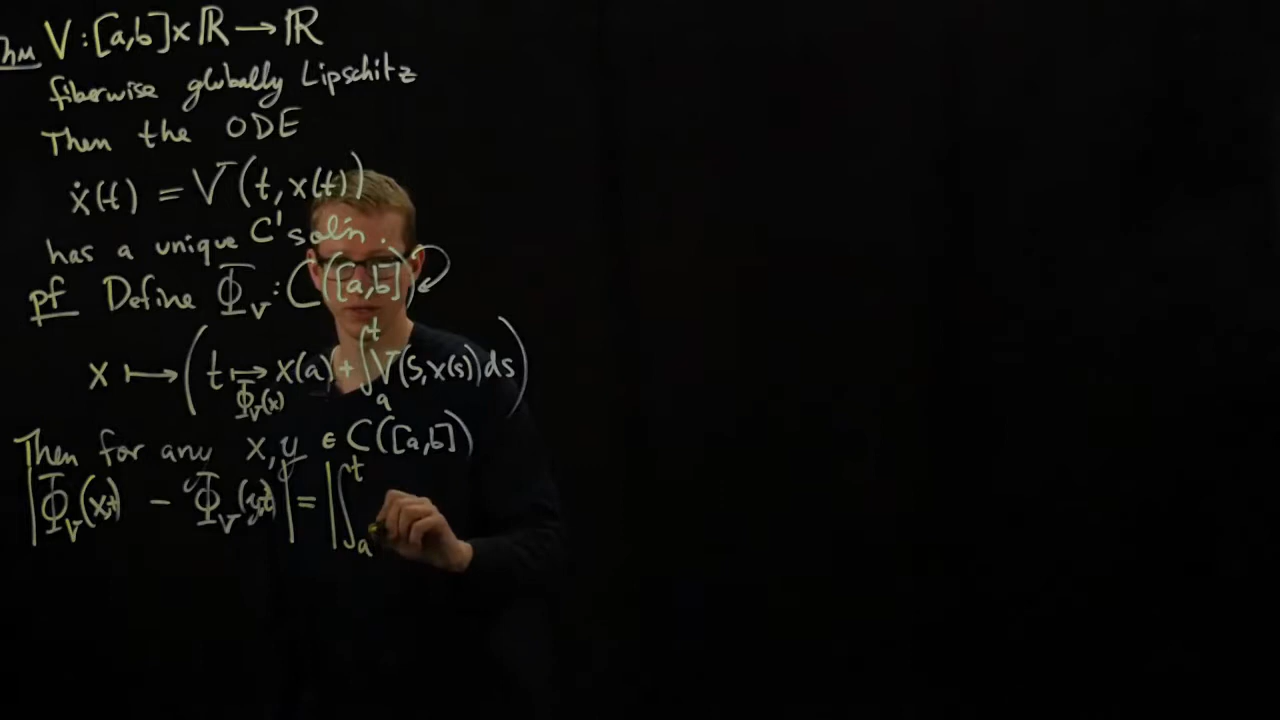 Thm V : [a,b] × ℝ → ℝ
fiberwise globally Lipschitz
Then the ODE
ẋ(t) = V(t, x(t))
has a unique C¹ sol'n.
pf Define Φ_V : C([a,b]) ↩
x ↦ ( t ↦ x(a) + ∫_a^t V(s, x(s)) ds )
Φ_V(x)
Then for any x, y ∈ C([a,b])
| Φ_V(x,t) − Φ_V(y,t) | = | ∫_a^t